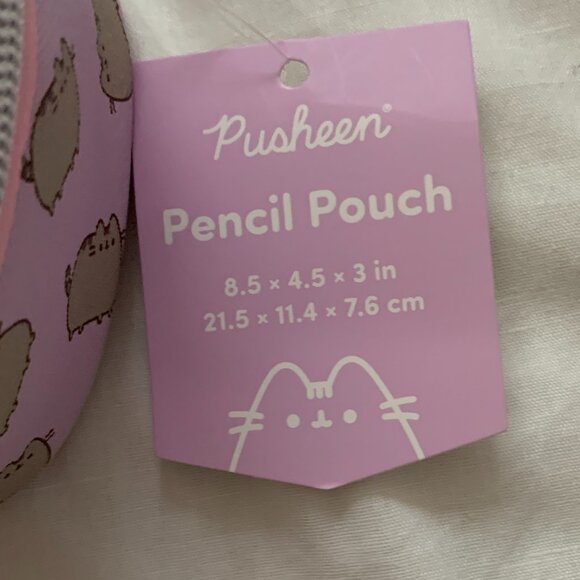 Pusheen®
Pencil Pouch
8.5 × 4.5 × 3 in
21.5 × 11.4 × 7.6 cm